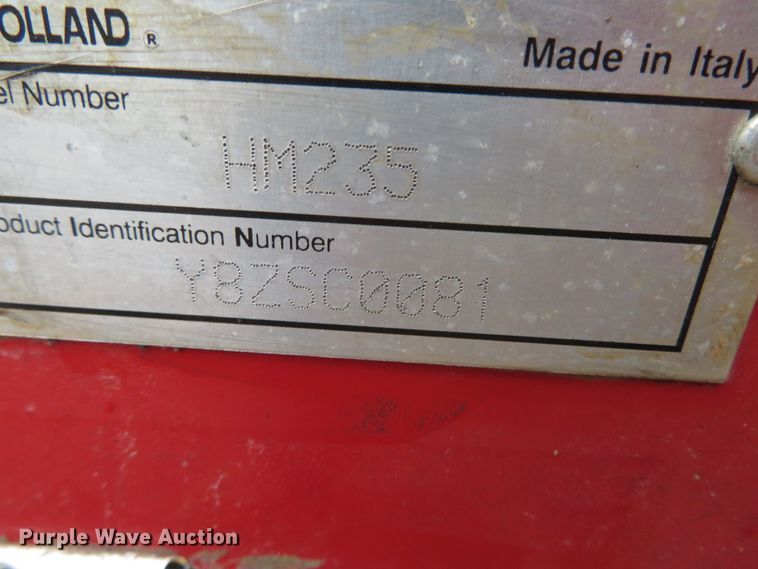 OLLAND ®
Made in Italy
el Number
HM235
oduct Identification Number
Y8ZSC0081
Purple Wave Auction®